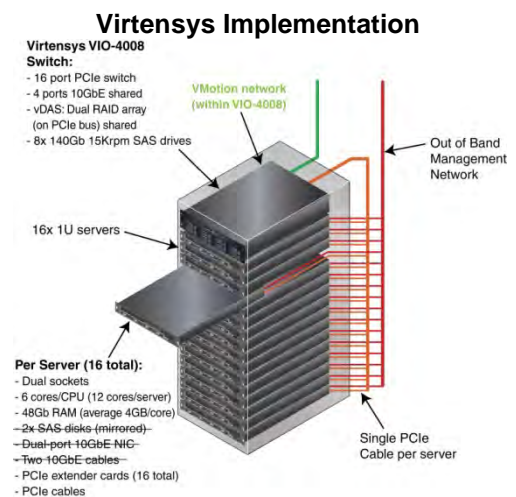 Virtensys Implementation
Virtensys VIO-4008
Switch:
- 16 port PCIe switch
- 4 ports 10GbE shared
- vDAS: Dual RAID array
(on PCIe bus) shared
- 8x 140Gb 15Krpm SAS drives
VMotion network
(within VIO-4008)
Out of Band
Management
Network
16x 1U servers
Per Server (16 total):
- Dual sockets
- 6 cores/CPU (12 cores/server)
- 48Gb RAM (average 4GB/core)
- 2x SAS disks (mirrored)
- Dual-port 10GbE NIC
- Two 10GbE cables
- PCIe extender cards (16 total)
- PCIe cables
Single PCIe
Cable per server